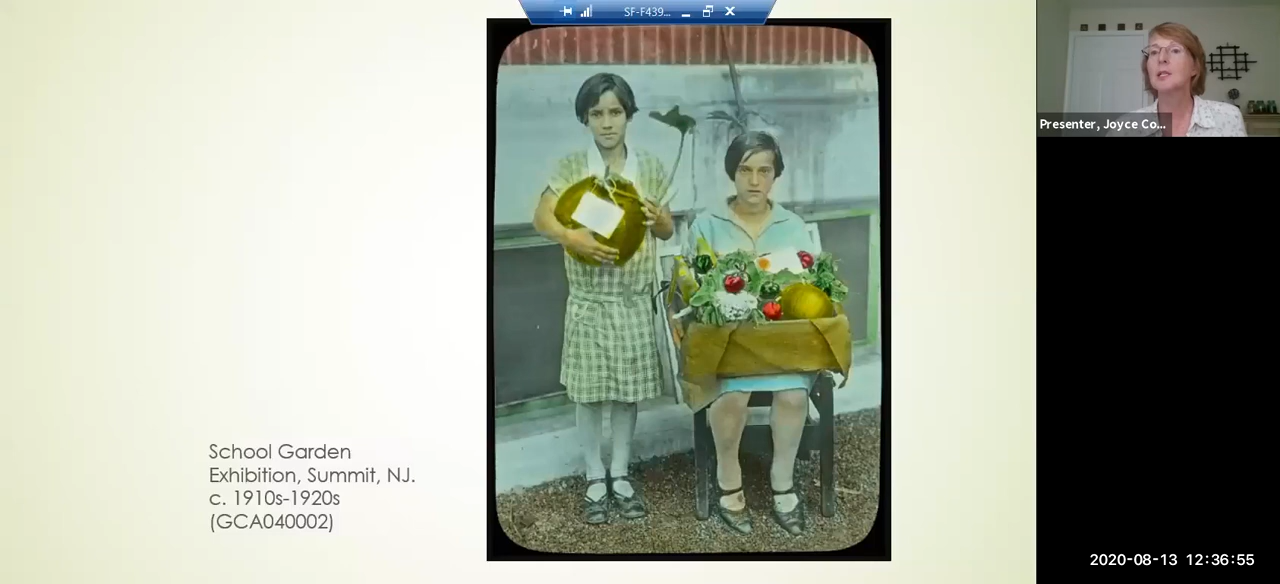 SF-F439...
Presenter, Joyce Co...
School Garden
Exhibition, Summit, NJ.
c. 1910s-1920s
(GCA040002)
2020-08-13 12:36:55